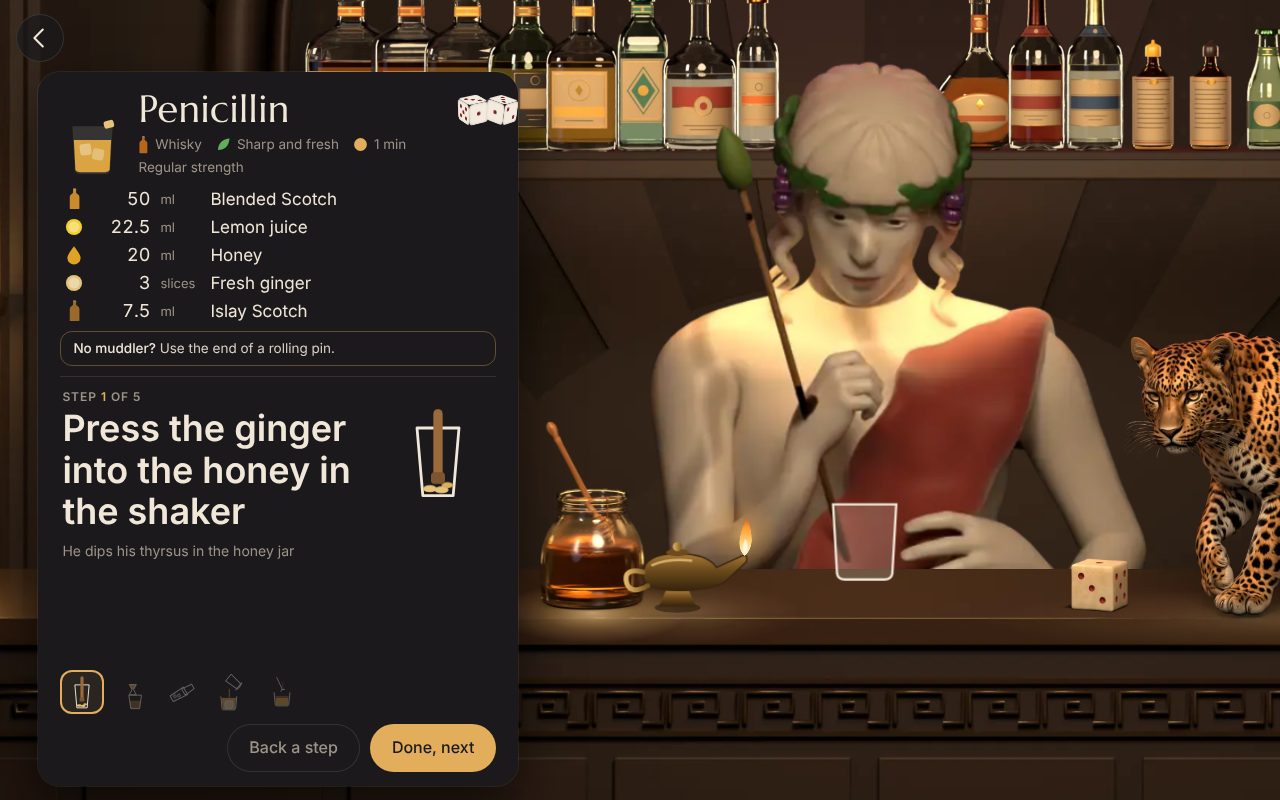 Penicillin
Whisky Sharp and fresh 1 min
Regular strength
50 ml Blended Scotch
22.5 ml Lemon juice
20 ml Honey
3 slices Fresh ginger
7.5 ml Islay Scotch
No muddler? Use the end of a rolling pin.
STEP 1 OF 5
Press the ginger
into the honey in
the shaker
He dips his thyrsus in the honey jar
Back a step Done, next